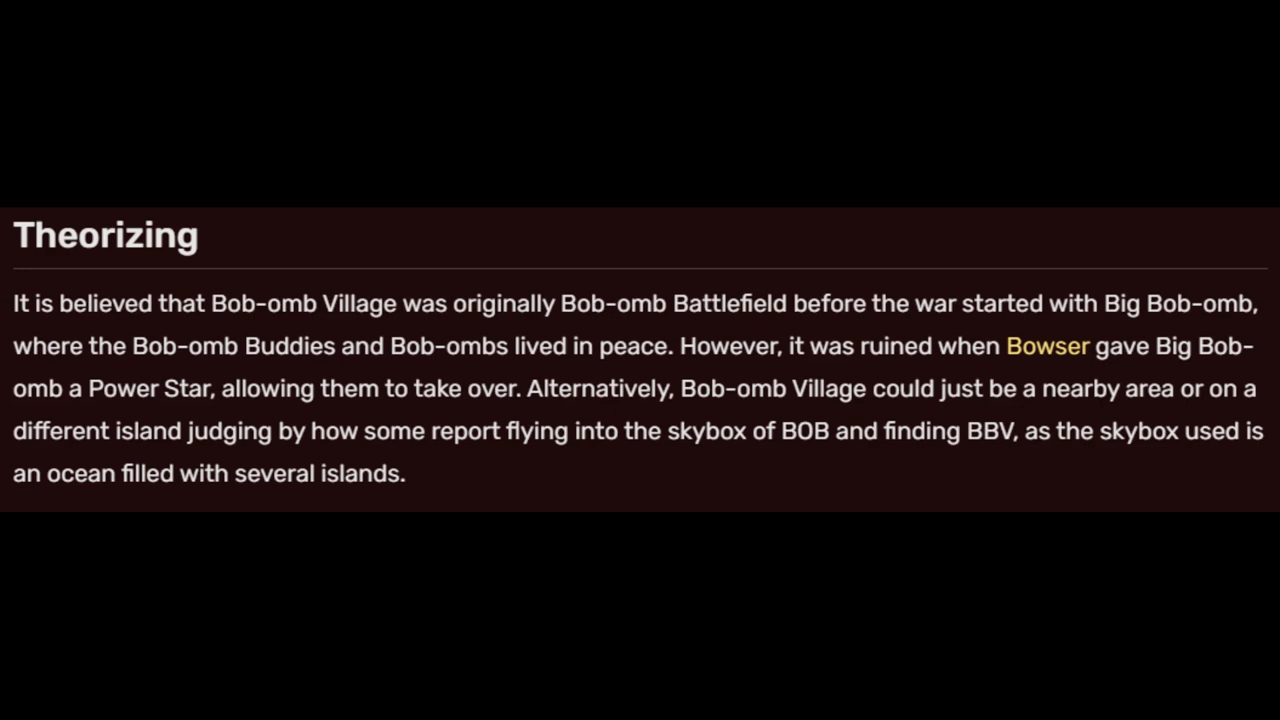 Theorizing
It is believed that Bob-omb Village was originally Bob-omb Battlefield before the war started with Big Bob-omb,
where the Bob-omb Buddies and Bob-ombs lived in peace. However, it was ruined when Bowser gave Big Bob-
omb a Power Star, allowing them to take over. Alternatively, Bob-omb Village could just be a nearby area or on a
different island judging by how some report flying into the skybox of BOB and finding BBV, as the skybox used is
an ocean filled with several islands.